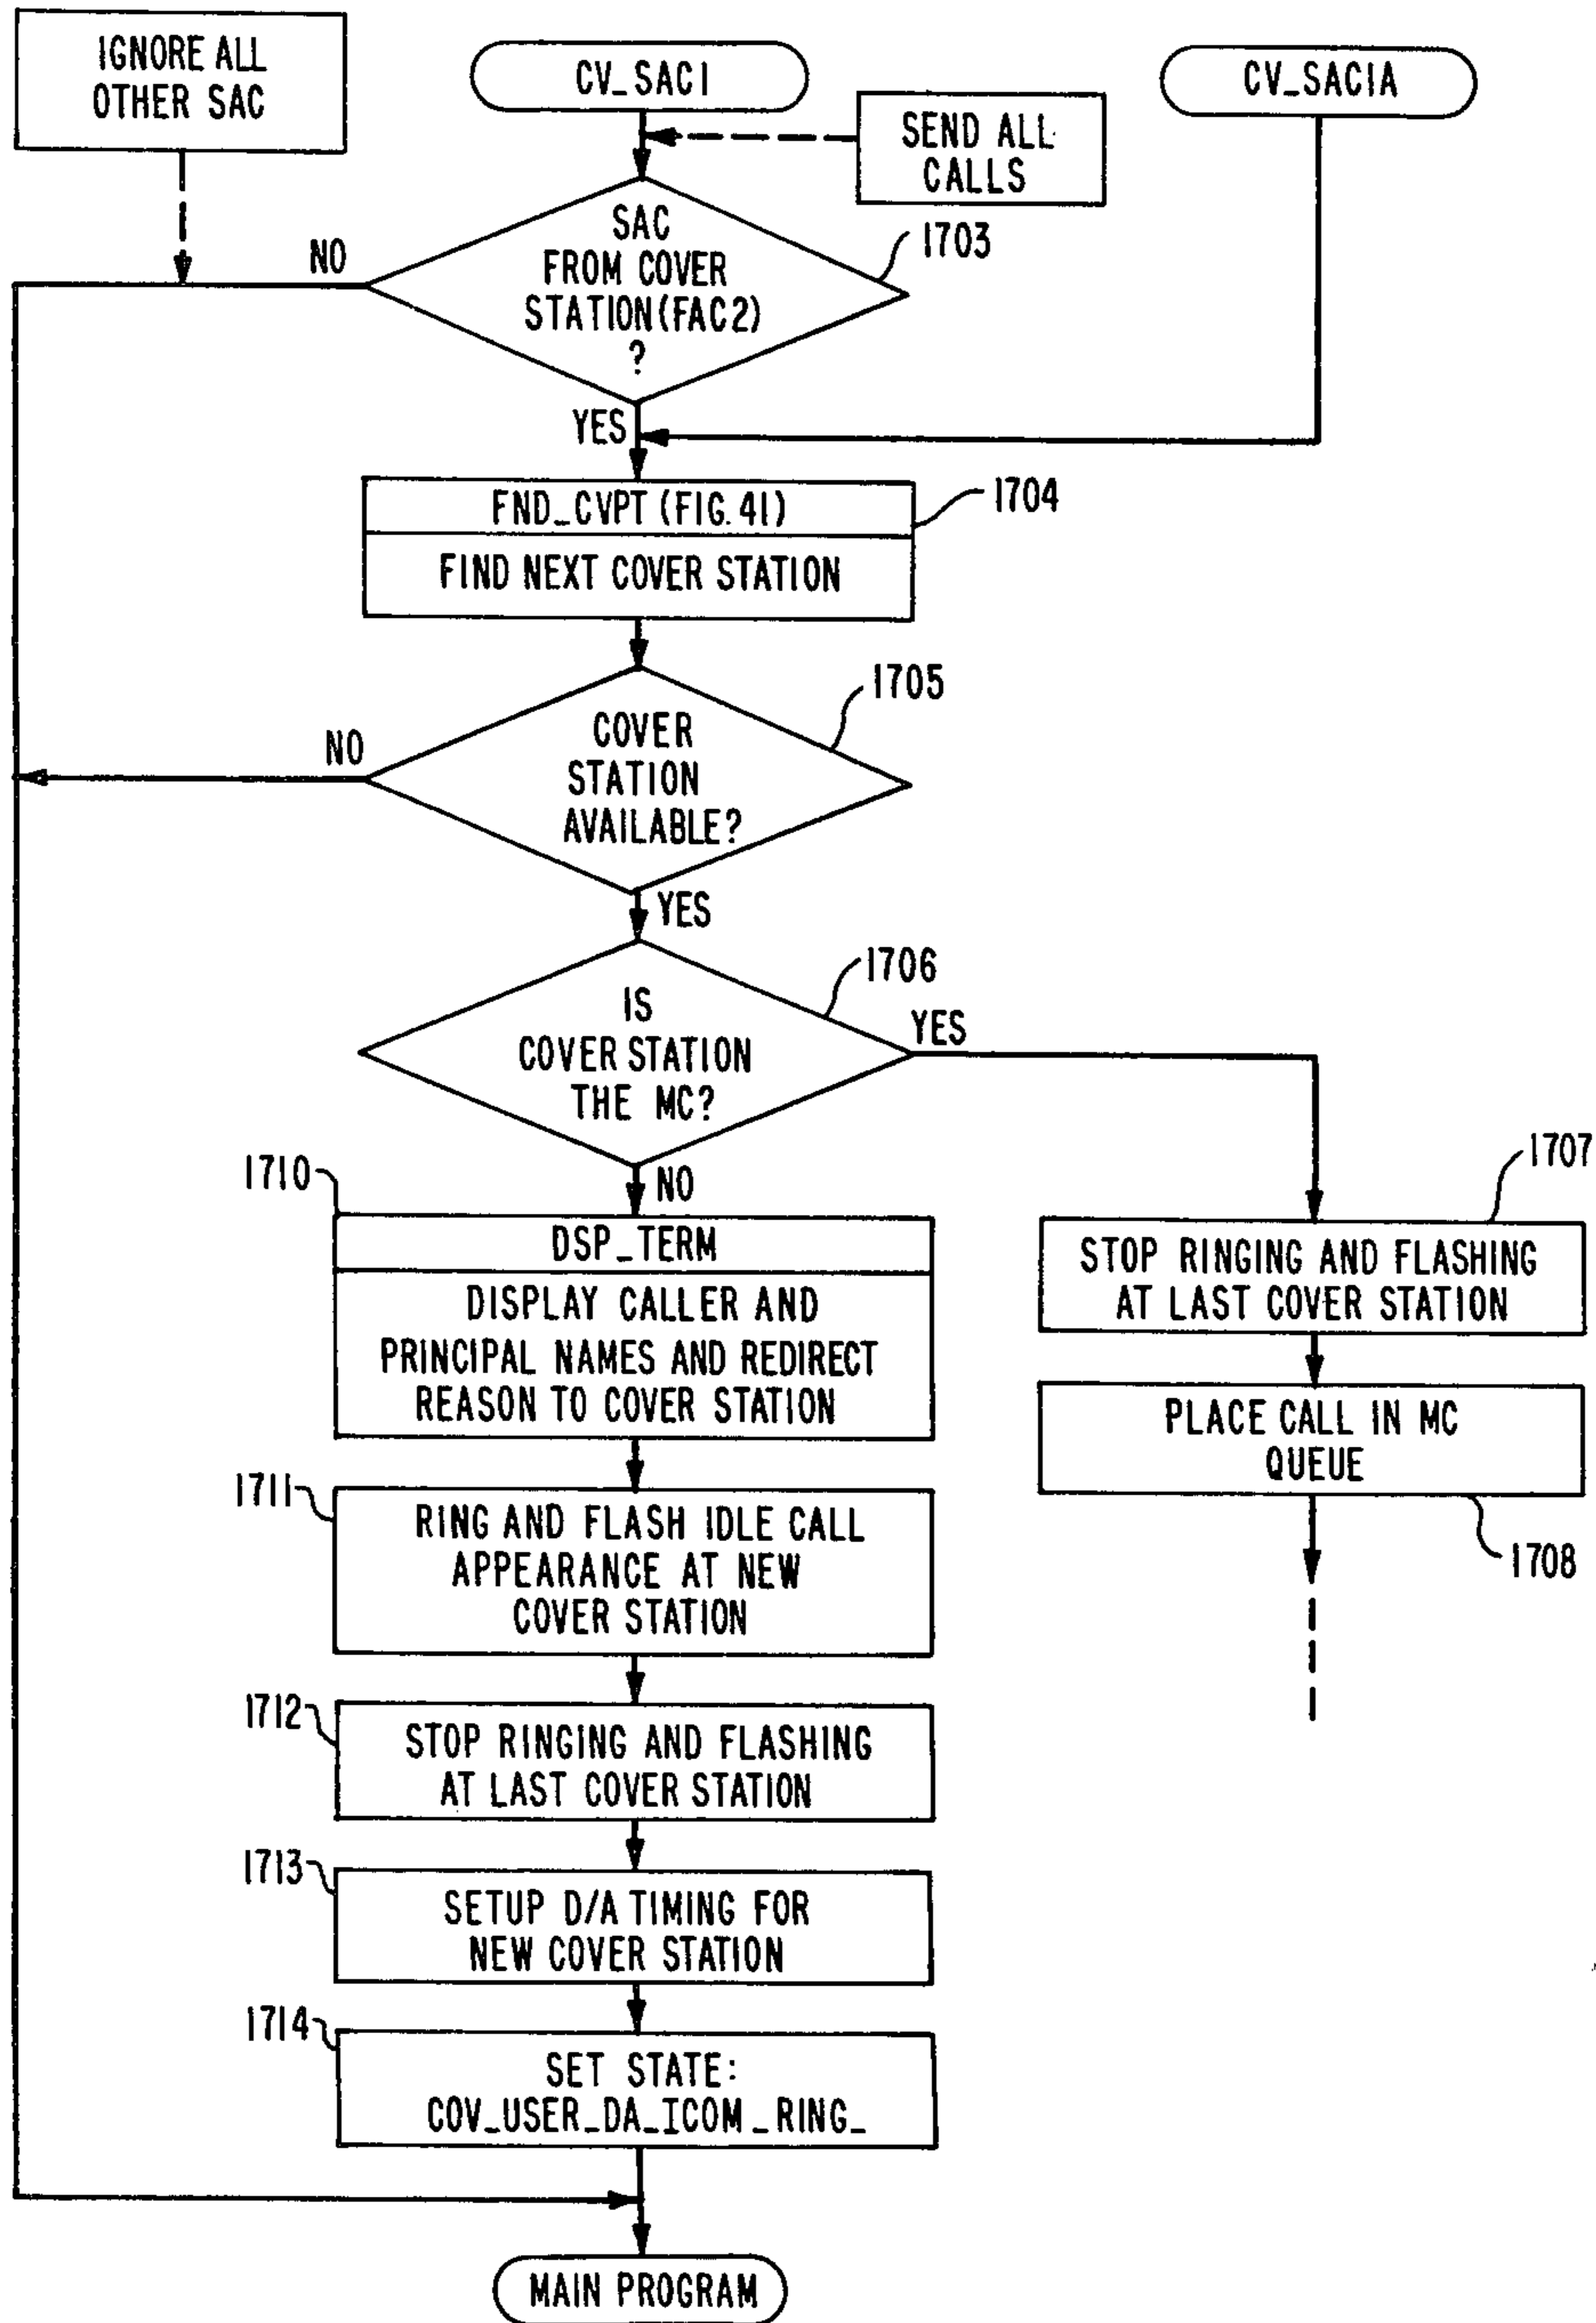 IGNORE ALL
OTHER SAC
CV_SAC1
CV_SAC1A
SEND ALL
CALLS
SAC
FROM COVER
STATION(FAC2)
?
1703
NO
YES
FND_CVPT (FIG. 41)
FIND NEXT COVER STATION
1704
COVER
STATION
AVAILABLE?
1705
NO
YES
IS
COVER STATION
THE MC?
1706
YES
NO
1710
DSP_TERM
DISPLAY CALLER AND
PRINCIPAL NAMES AND REDIRECT
REASON TO COVER STATION
1707
STOP RINGING AND FLASHING
AT LAST COVER STATION
PLACE CALL IN MC
QUEUE
1708
1711
RING AND FLASH IDLE CALL
APPEARANCE AT NEW
COVER STATION
1712
STOP RINGING AND FLASHING
AT LAST COVER STATION
1713
SETUP D/A TIMING FOR
NEW COVER STATION
1714
SET STATE:
COV_USER_DA_ICOM_RING_
MAIN PROGRAM